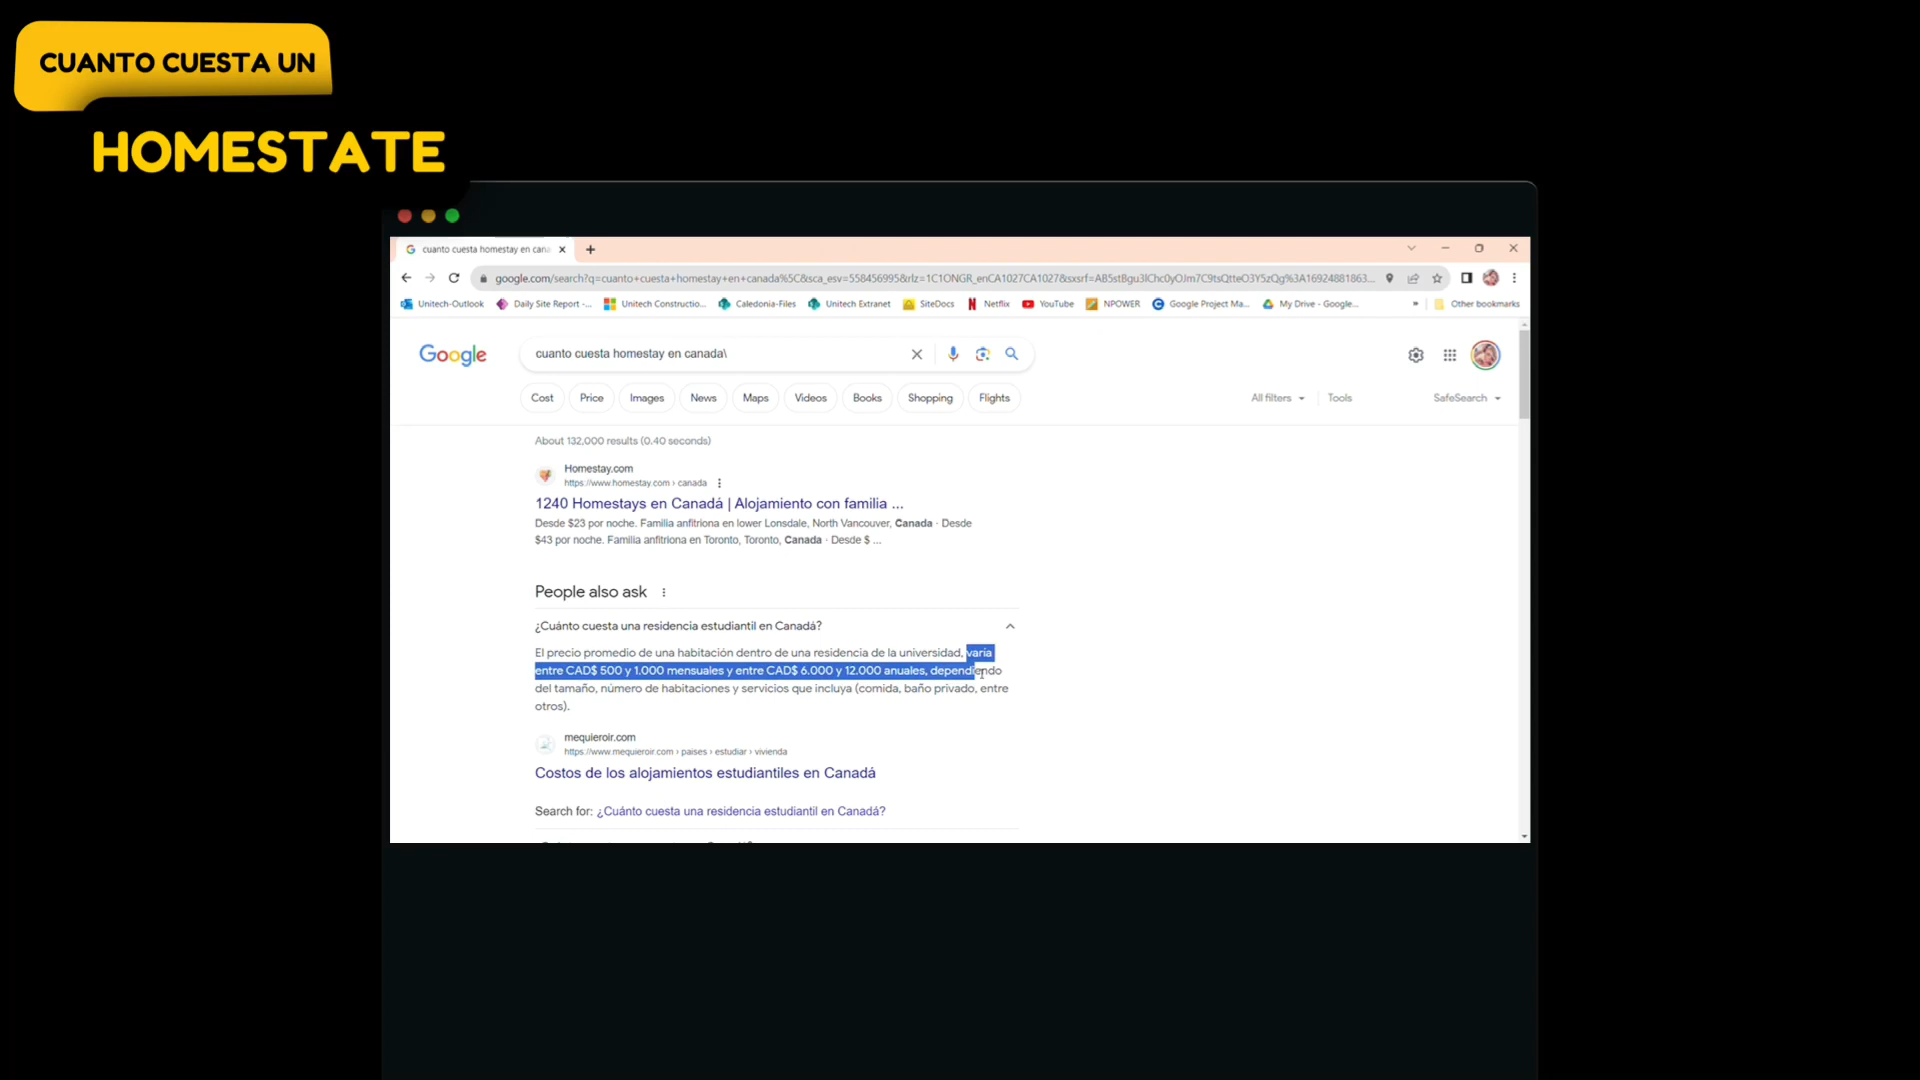 CUANTO CUESTA UN
HOMESTATE
cuanto cuesta homestay en cana
google.com/search?q=cuanto+cuesta+homestay+en+canada%5C&sca_esv=558456995&rlz=1C1ONGR_enCA1027CA1027&sxsrf=
Unitech-Outlook Daily Site Report -... Unitech Constructio... Caledonia-Files Unitech Extranet SiteDocs Netflix YouTube NPOWER Google Project Ma... My Drive - Google... » Other bookmarks
Google cuanto cuesta homestay en canada\
Cost Price Images News Maps Videos Books Shopping Flights All filters Tools SafeSearch
About 132,000 results (0.40 seconds)
Homestay.com
https://www.homestay.com › canada
1240 Homestays en Canadá | Alojamiento con familia ...
Desde $23 por noche. Familia anfitriona en lower Lonsdale, North Vancouver, Canada · Desde
$43 por noche. Familia anfitriona en Toronto, Toronto, Canada · Desde $ ...
People also ask
¿Cuánto cuesta una residencia estudiantil en Canadá?
El precio promedio de una habitación dentro de una residencia de la universidad, varía
entre CAD$ 500 y 1.000 mensuales y entre CAD$ 6.000 y 12.000 anuales, dependiendo
del tamaño, número de habitaciones y servicios que incluya (comida, baño privado, entre
otros).
mequieroir.com
https://www.mequieroir.com › paises › estudiar › vivienda
Costos de los alojamientos estudiantiles en Canadá
Search for: ¿Cuánto cuesta una residencia estudiantil en Canadá?